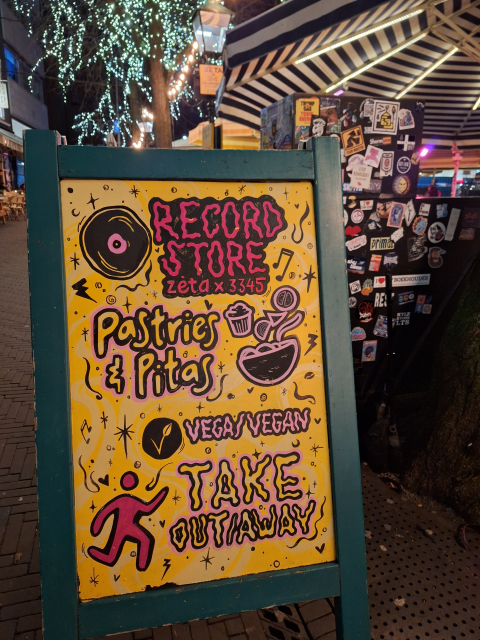 RECORD
STORE
zeta x 3345
Pastries
& Pitas
VEGA/VEGAN
TAKE
OUT/AWAY